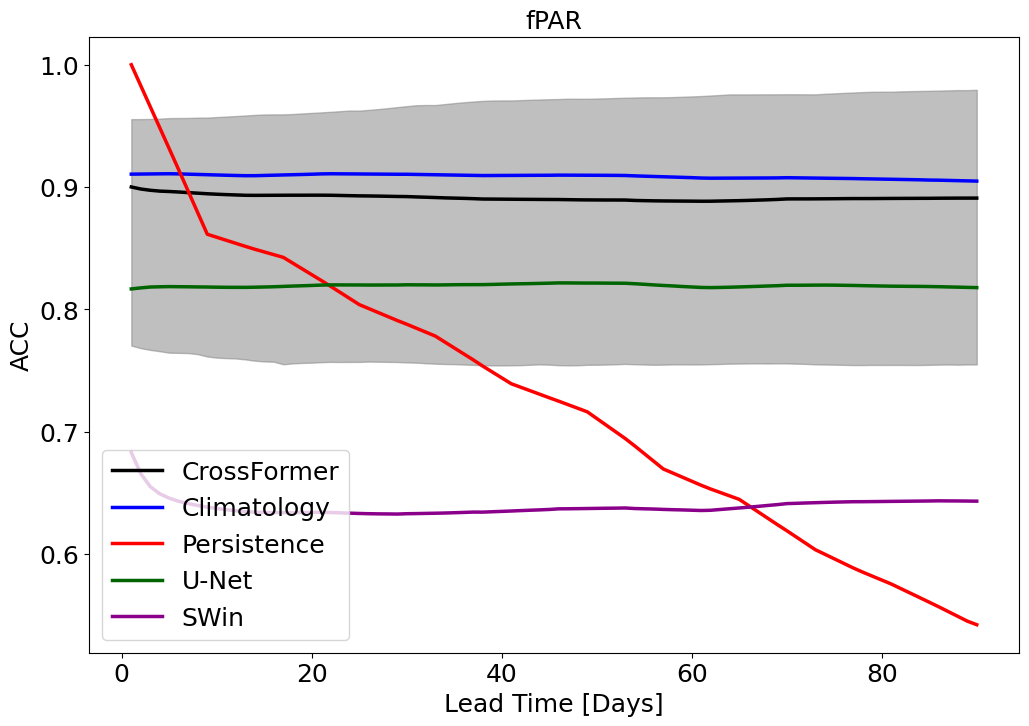 fPAR
1.0
0.9
0.8
0.7
0.6
ACC
CrossFormer
Climatology
Persistence
U-Net
SWin
0 20 40 60 80
Lead Time [Days]